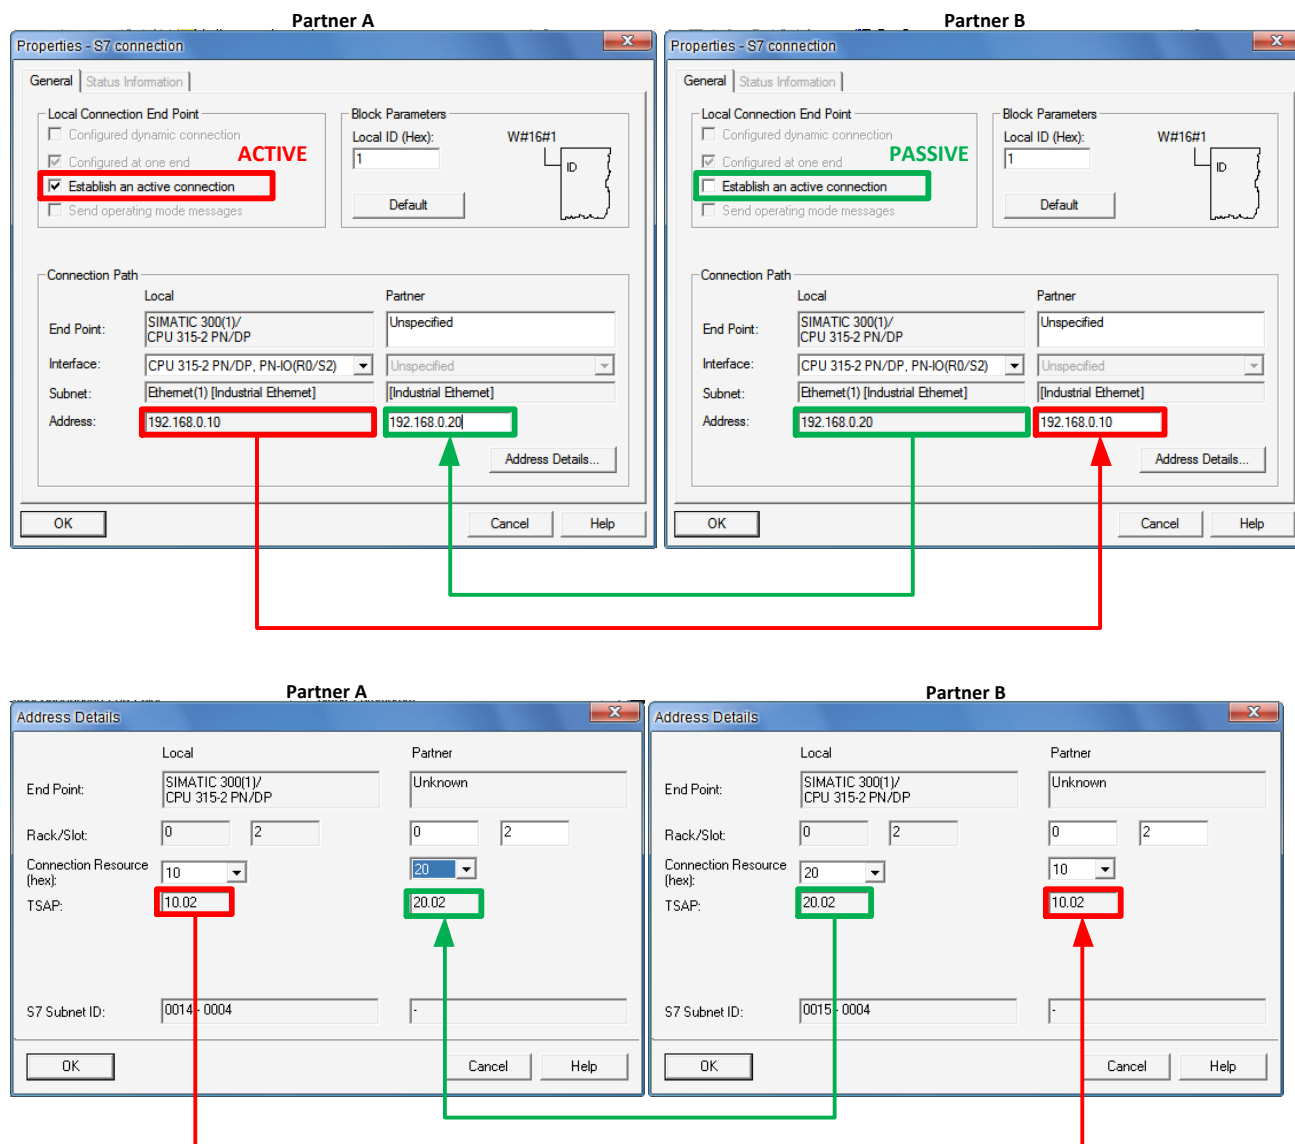 Partner A
Partner B
Properties - S7 connection
General
Status Information
Local Connection End Point
Configured dynamic connection
Configured at one end
ACTIVE
Establish an active connection
Send operating mode messages
Block Parameters
Local ID (Hex):
W#16#1
1
ID
Default
Connection Path
Local
Partner
End Point:
SIMATIC 300(1)/
CPU 315-2 PN/DP
Unspecified
Interface:
CPU 315-2 PN/DP, PN-IO(R0/S2)
Unspecified
Subnet:
Ethernet(1) [Industrial Ethernet]
[Industrial Ethernet]
Address:
192.168.0.10
192.168.0.20
Address Details...
OK
Cancel
Help
Properties - S7 connection
General
Status Information
Local Connection End Point
Configured dynamic connection
Configured at one end
PASSIVE
Establish an active connection
Send operating mode messages
Block Parameters
Local ID (Hex):
W#16#1
1
ID
Default
Connection Path
Local
Partner
End Point:
SIMATIC 300(1)/
CPU 315-2 PN/DP
Unspecified
Interface:
CPU 315-2 PN/DP, PN-IO(R0/S2)
Unspecified
Subnet:
Ethernet(1) [Industrial Ethernet]
[Industrial Ethernet]
Address:
192.168.0.20
192.168.0.10
Address Details...
OK
Cancel
Help
Partner A
Partner B
Address Details
Local
Partner
End Point:
SIMATIC 300(1)/
CPU 315-2 PN/DP
Unknown
Rack/Slot:
0
2
0
2
Connection Resource
(hex):
10
20
TSAP:
10.02
20.02
S7 Subnet ID:
0014 - 0004
-
OK
Cancel
Help
Address Details
Local
Partner
End Point:
SIMATIC 300(1)/
CPU 315-2 PN/DP
Unknown
Rack/Slot:
0
2
0
2
Connection Resource
(hex):
20
10
TSAP:
20.02
10.02
S7 Subnet ID:
0015 - 0004
-
OK
Cancel
Help